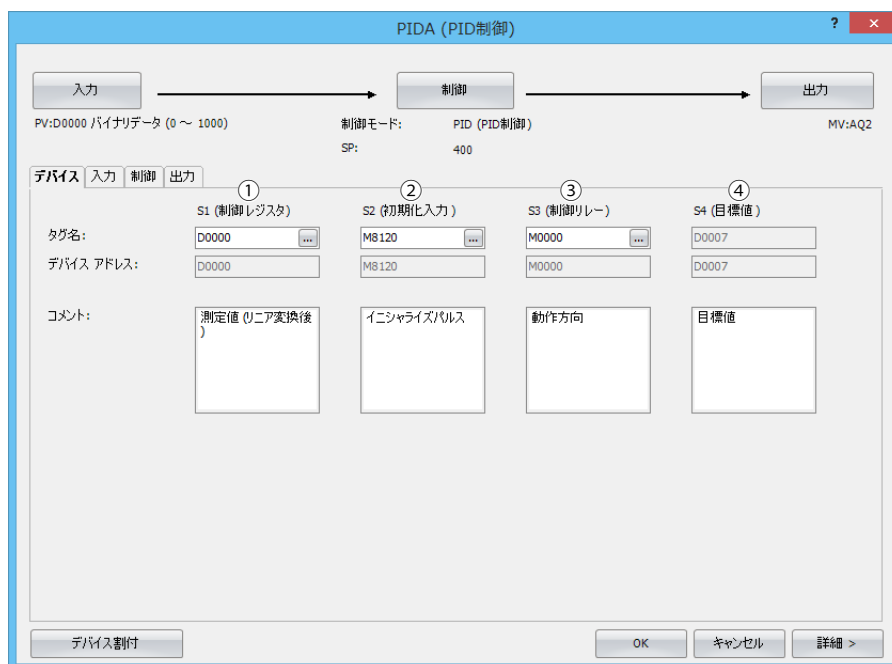 PIDA (PID制御)
? ×
入力 制御 出力
PV:D0000 バイナリデータ (0 ～ 1000) 制御モード: PID (PID制御) MV:AQ2
SP: 400
デバイス 入力 制御 出力
① ② ③ ④
S1 (制御レジスタ) S2 (初期化入力) S3 (制御リレー) S4 (目標値)
タグ名: D0000 ... M8120 ... M0000 ... D0007
デバイス アドレス: D0000 M8120 M0000 D0007
コメント: 測定値 (リニア変換後 イニシャライズパルス 動作方向 目標値
)
デバイス割付 OK キャンセル 詳細 >